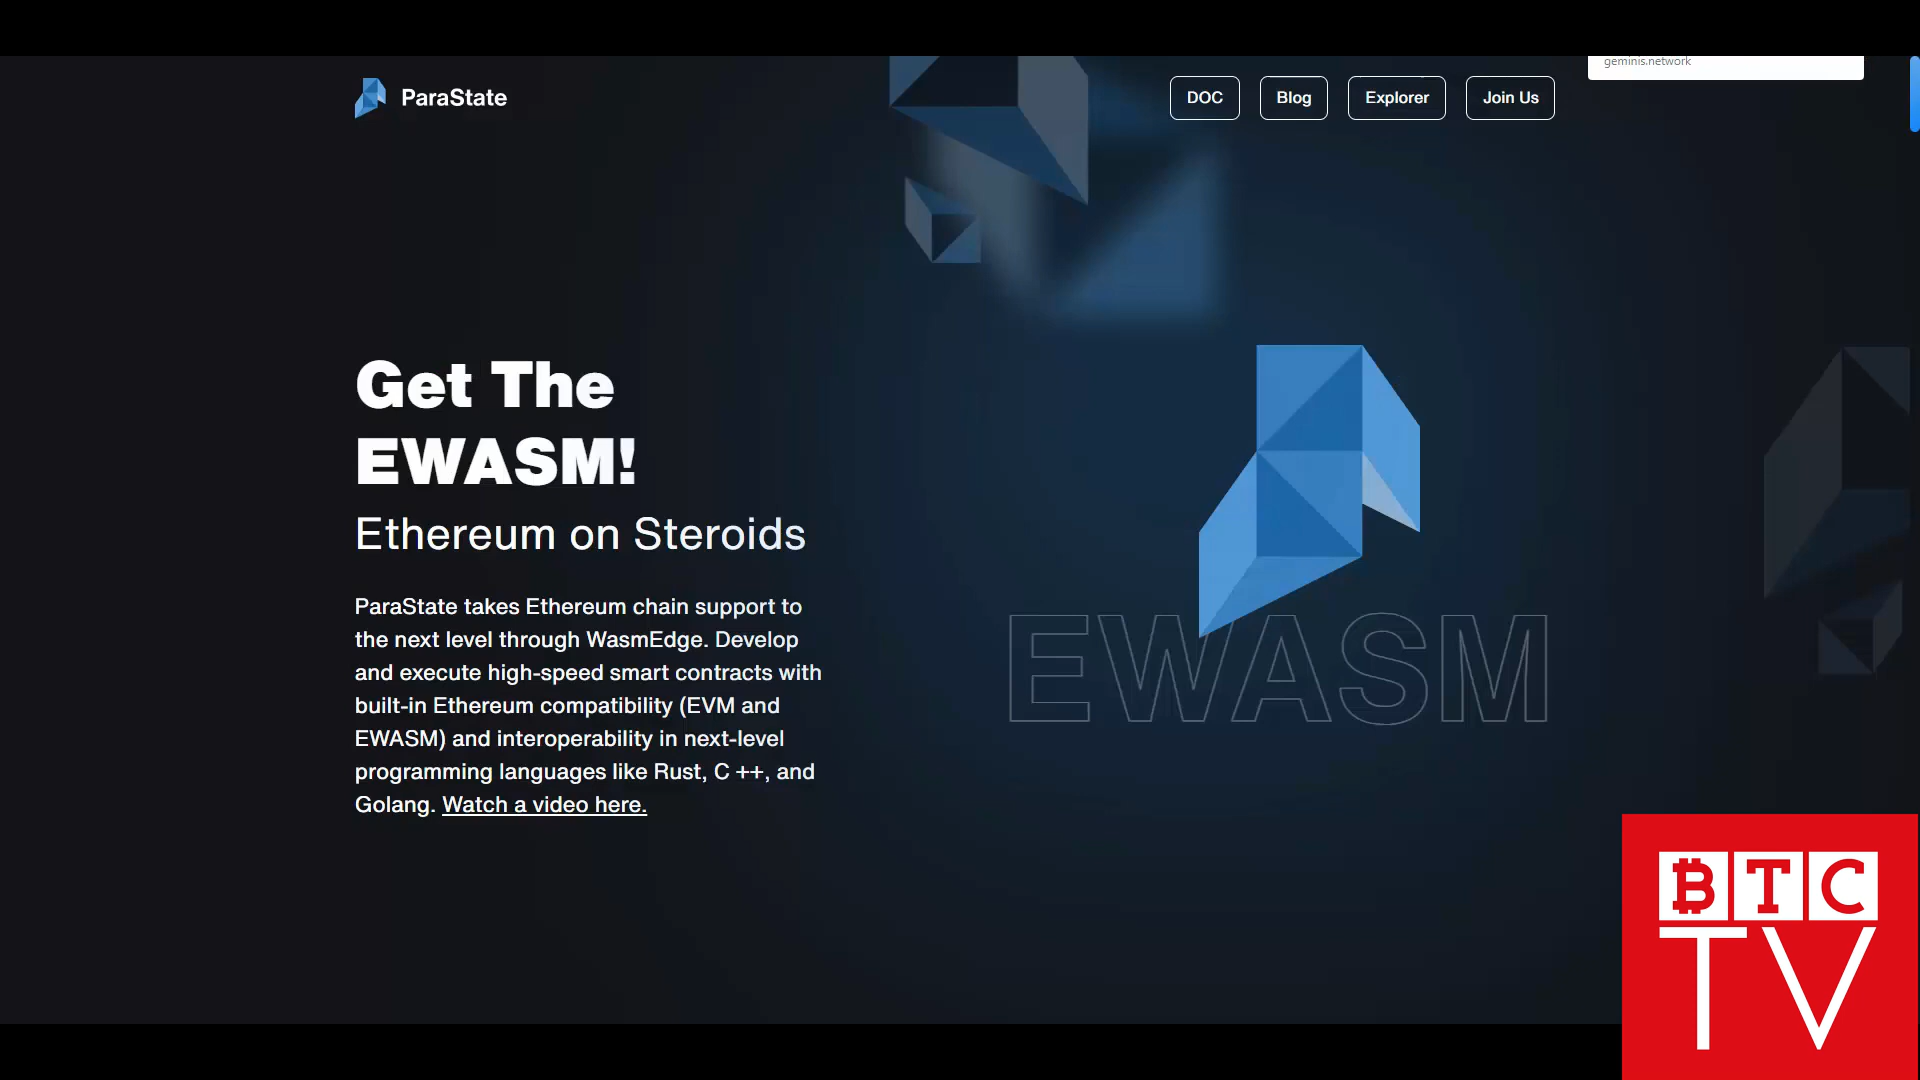 geminis.network
ParaState
DOC
Blog
Explorer
Join Us
Get The
EWASM!
Ethereum on Steroids
ParaState takes Ethereum chain support to
the next level through WasmEdge. Develop
and execute high-speed smart contracts with
built-in Ethereum compatibility (EVM and
EWASM) and interoperability in next-level
programming languages like Rust, C ++, and
Golang. Watch a video here.
EWASM
BTC
TV